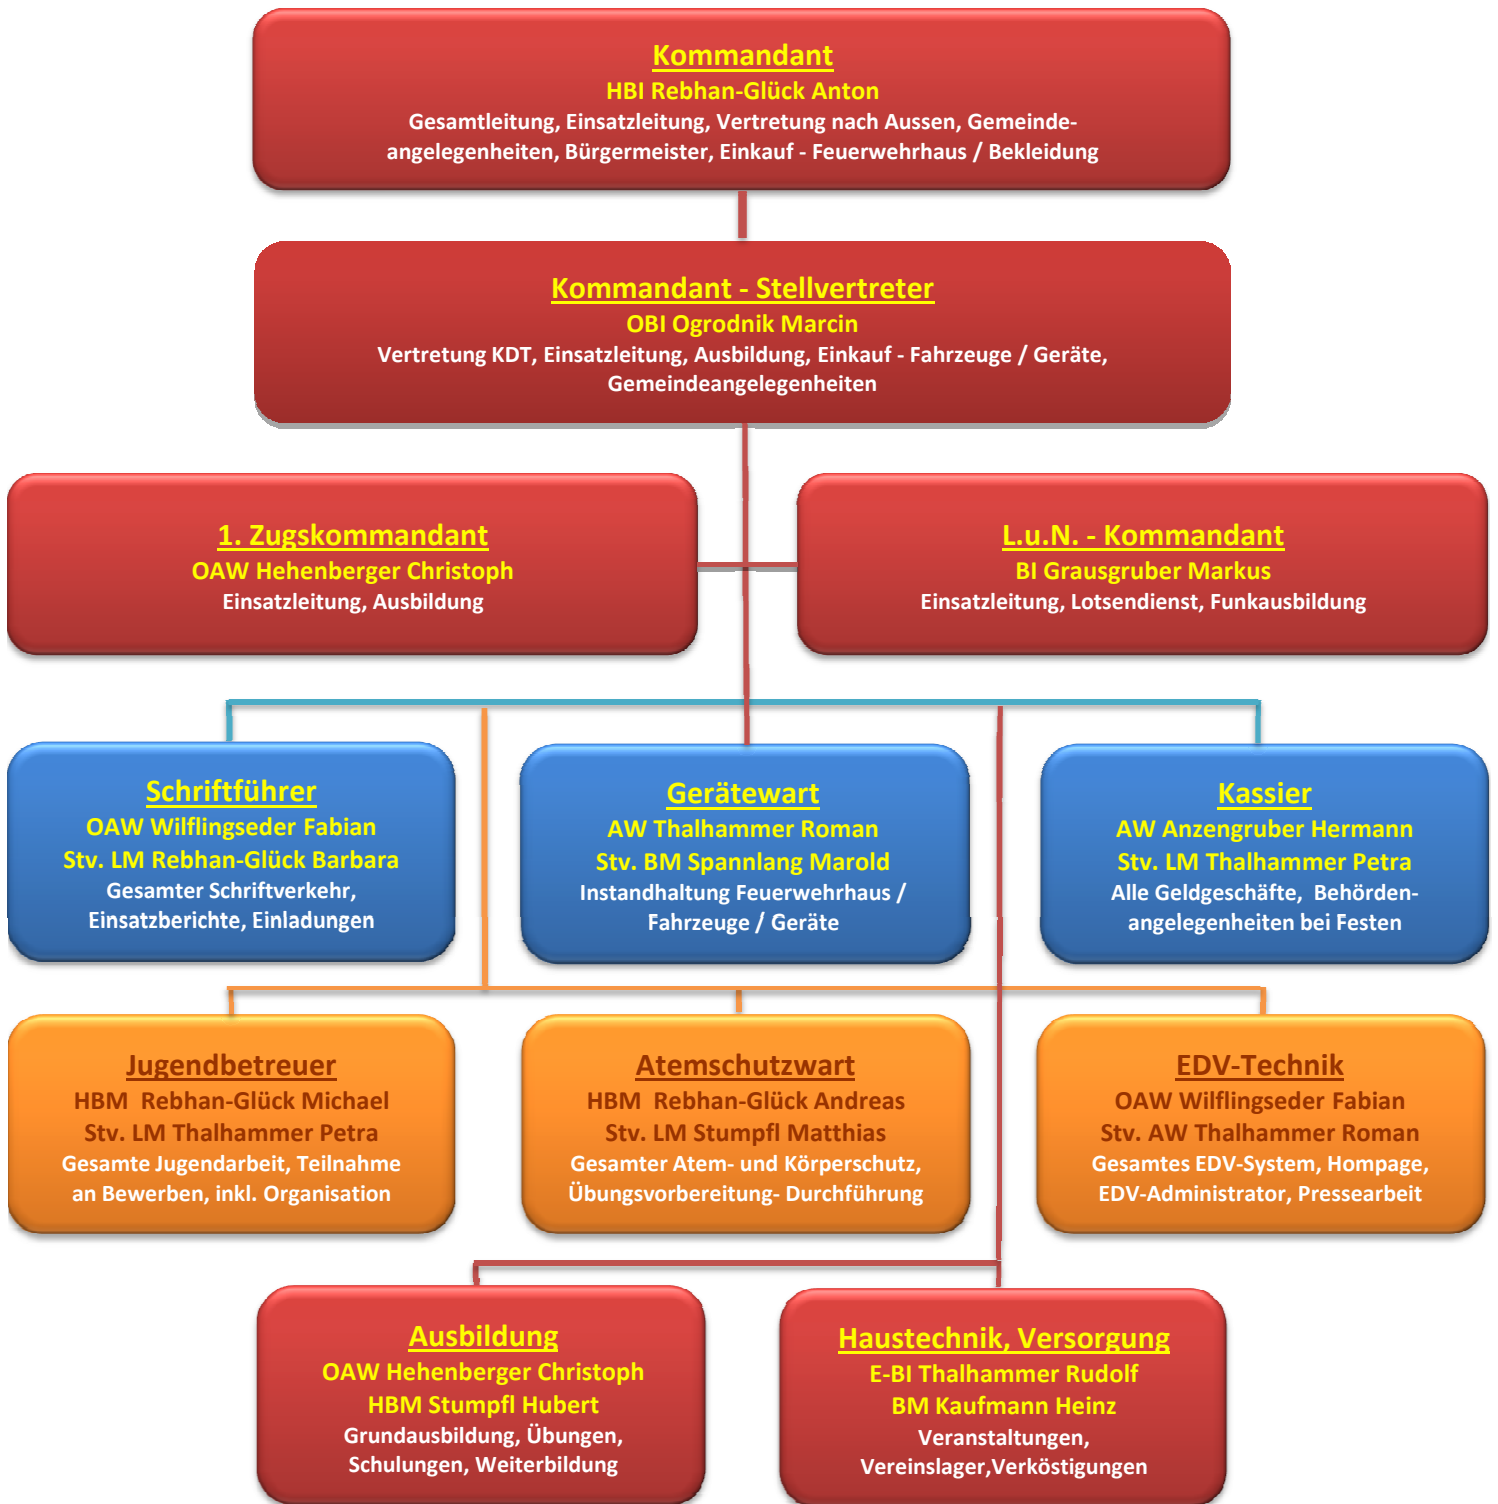 Kommandant
HBI Rebhan-Glück Anton
Gesamtleitung, Einsatzleitung, Vertretung nach Aussen, Gemeinde-
angelegenheiten, Bürgermeister, Einkauf - Feuerwehrhaus / Bekleidung
Kommandant - Stellvertreter
OBI Ogrodnik Marcin
Vertretung KDT, Einsatzleitung, Ausbildung, Einkauf - Fahrzeuge / Geräte,
Gemeindeangelegenheiten
1. Zugskommandant
OAW Hehenberger Christoph
Einsatzleitung, Ausbildung
L.u.N. - Kommandant
BI Grausgruber Markus
Einsatzleitung, Lotsendienst, Funkausbildung
Schriftführer
OAW Wilflingseder Fabian
Stv. LM Rebhan-Glück Barbara
Gesamter Schriftverkehr,
Einsatzberichte, Einladungen
Gerätewart
AW Thalhammer Roman
Stv. BM Spannlang Marold
Instandhaltung Feuerwehrhaus /
Fahrzeuge / Geräte
Kassier
AW Anzengruber Hermann
Stv. LM Thalhammer Petra
Alle Geldgeschäfte, Behörden-
angelegenheiten bei Festen
Jugendbetreuer
HBM Rebhan-Glück Michael
Stv. LM Thalhammer Petra
Gesamte Jugendarbeit, Teilnahme
an Bewerben, inkl. Organisation
Atemschutzwart
HBM Rebhan-Glück Andreas
Stv. LM Stumpfl Matthias
Gesamter Atem- und Körperschutz,
Übungsvorbereitung- Durchführung
EDV-Technik
OAW Wilflingseder Fabian
Stv. AW Thalhammer Roman
Gesamtes EDV-System, Hompage,
EDV-Administrator, Pressearbeit
Ausbildung
OAW Hehenberger Christoph
HBM Stumpfl Hubert
Grundausbildung, Übungen,
Schulungen, Weiterbildung
Haustechnik, Versorgung
E-BI Thalhammer Rudolf
BM Kaufmann Heinz
Veranstaltungen,
Vereinslager,Verköstigungen